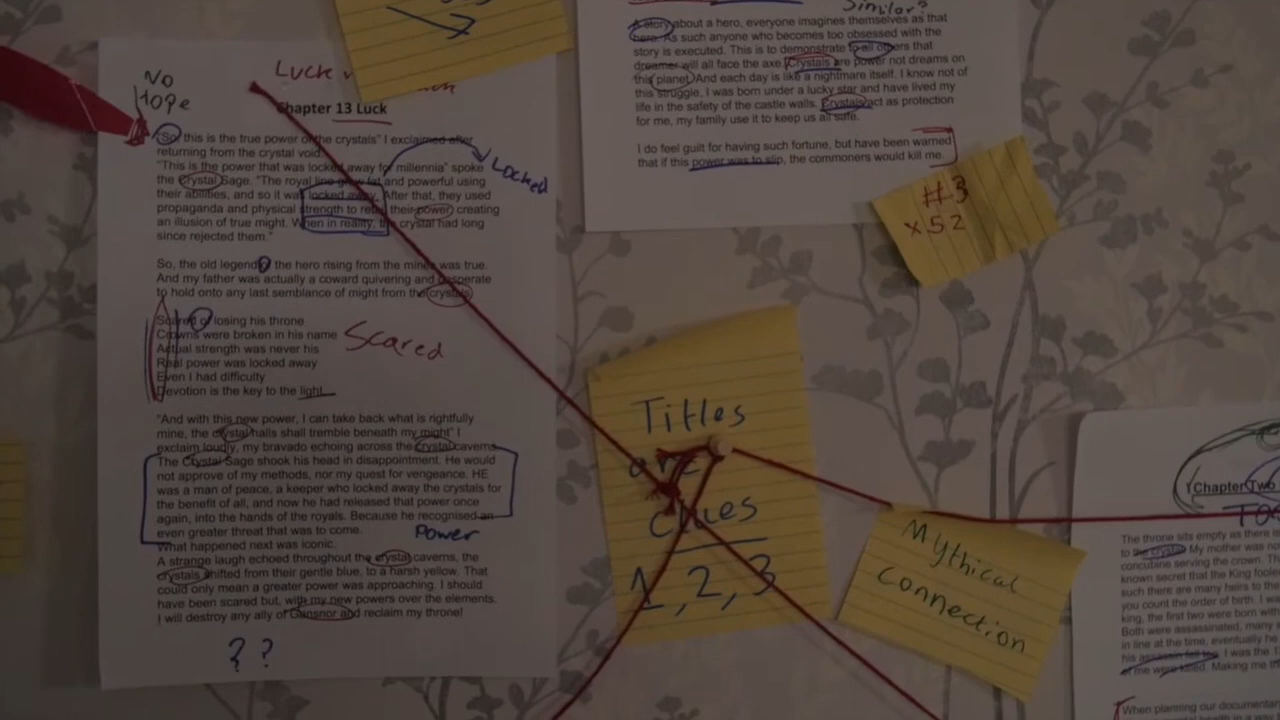 No
Hope
Luck
Chapter 13 Luck
"So, this is the true power of the crystals" I exclaimed after
returning from the crystal void.
"This is the power that was locked away for millennia" spoke
the Crystal Sage. "The royal line grew fat and powerful using
their abilities, and so it was locked away. After that, they used
propaganda and physical strength to retain their power, creating
an illusion of true might. When in reality, the crystal had long
since rejected them."
Locked
So, the old legend of the hero rising from the mines was true.
And my father was actually a coward quivering and desperate
to hold onto any last semblance of might from the crystals
Scared of losing his throne
Crowns were broken in his name
Actual strength was never his
Real power was locked away
Even I had difficulty
Devotion is the key to the light
Scared
"And with this new power, I can take back what is rightfully
mine, the crystal halls shall tremble beneath my might" I
exclaim loudly, my bravado echoing across the crystal caverns.
The Crystal Sage shook his head in disappointment. He would
not approve of my methods, nor my quest for vengeance. HE
was a man of peace, a keeper who locked away the crystals for
the benefit of all, and now he had released that power once
again, into the hands of the royals. Because he recognised an
even greater threat that was to come.
Power
What happened next was iconic.
A strange laugh echoed throughout the crystal caverns, the
crystals shifted from their gentle blue, to a harsh yellow. That
could only mean a greater power was approaching. I should
have been scared but, with my new powers over the elements.
I will destroy any ally of Gansnor and reclaim my throne!
? ?
Similar?
A story about a hero, everyone imagines themselves as that
hero. As such anyone who becomes too obsessed with the
story is executed. This is to demonstrate to all others that
dreamer will all face the axe. Crystals are power not dreams on
this planet. And each day is like a nightmare itself. I know not of
this struggle, I was born under a lucky star and have lived my
life in the safety of the castle walls. Crystals act as protection
for me, my family use it to keep us all safe.
I do feel guilt for having such fortune, but have been warned
that if this power was to slip, the commoners would kill me.
#3
x52
Titles
are
Clues
1, 2, 3
Mythical
connection
Chapter Two
The throne sits empty as there
to the crystal. My mother was
concubine serving the crown. The
known secret that the King
such there are many heirs to the
you count the order of birth. I
king, the first two were born
Both were assassinated, many
in line at the time, eventually he
his assassin fell too. I was the
of me were killed. Making me
When planning our